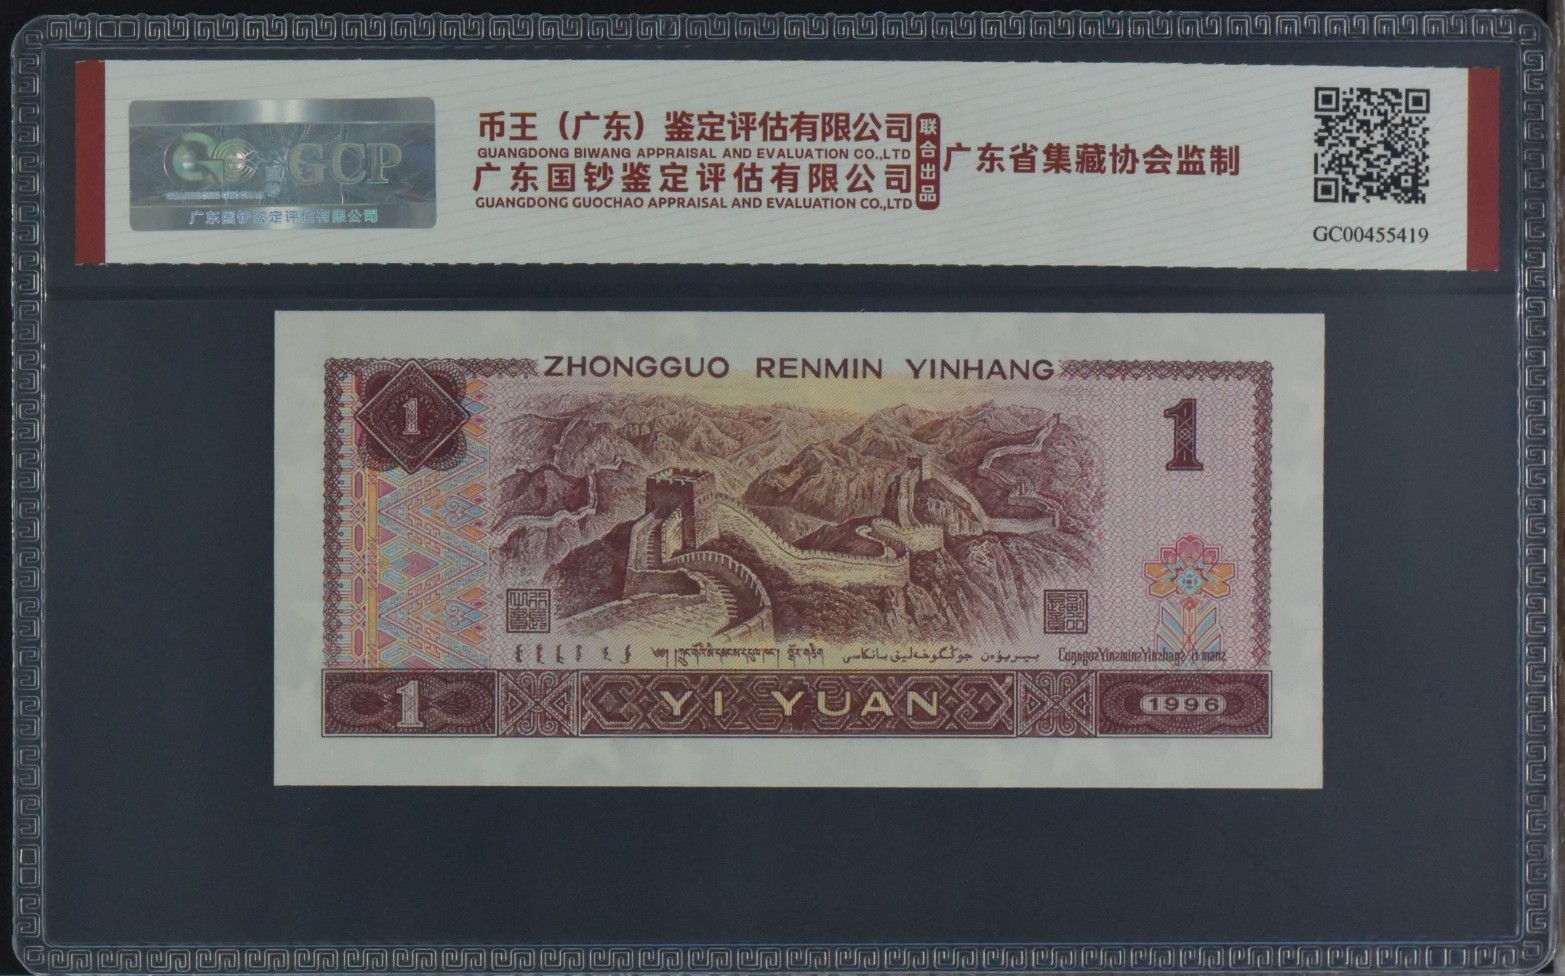 GCP
广东国钞鉴定评估有限公司
币王（广东）鉴定评估有限公司
GUANGDONG BIWANG APPRAISAL AND EVALUATION CO.,LTD
广东国钞鉴定评估有限公司
GUANGDONG GUOCHAO APPRAISAL AND EVALUATION CO.,LTD
联合出品
广东省集藏协会监制
GC00455419
ZHONGGUO RENMIN YINHANG
1
1
1
YI YUAN
1996